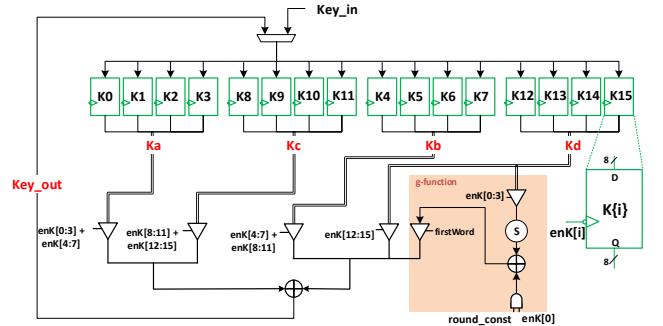 Key_in
K0 K1 K2 K3 K8 K9 K10 K11 K4 K5 K6 K7 K12 K13 K14 K15
Ka Kc Kb Kd
Key_out
g-function
8
D
K{i}
enK[i]
Q
8
enK[0:3]
enK[0:3] +
enK[4:7]
enK[8:11] +
enK[12:15]
enK[4:7] +
enK[8:11]
enK[12:15]
firstWord
S
round_const enK[0]